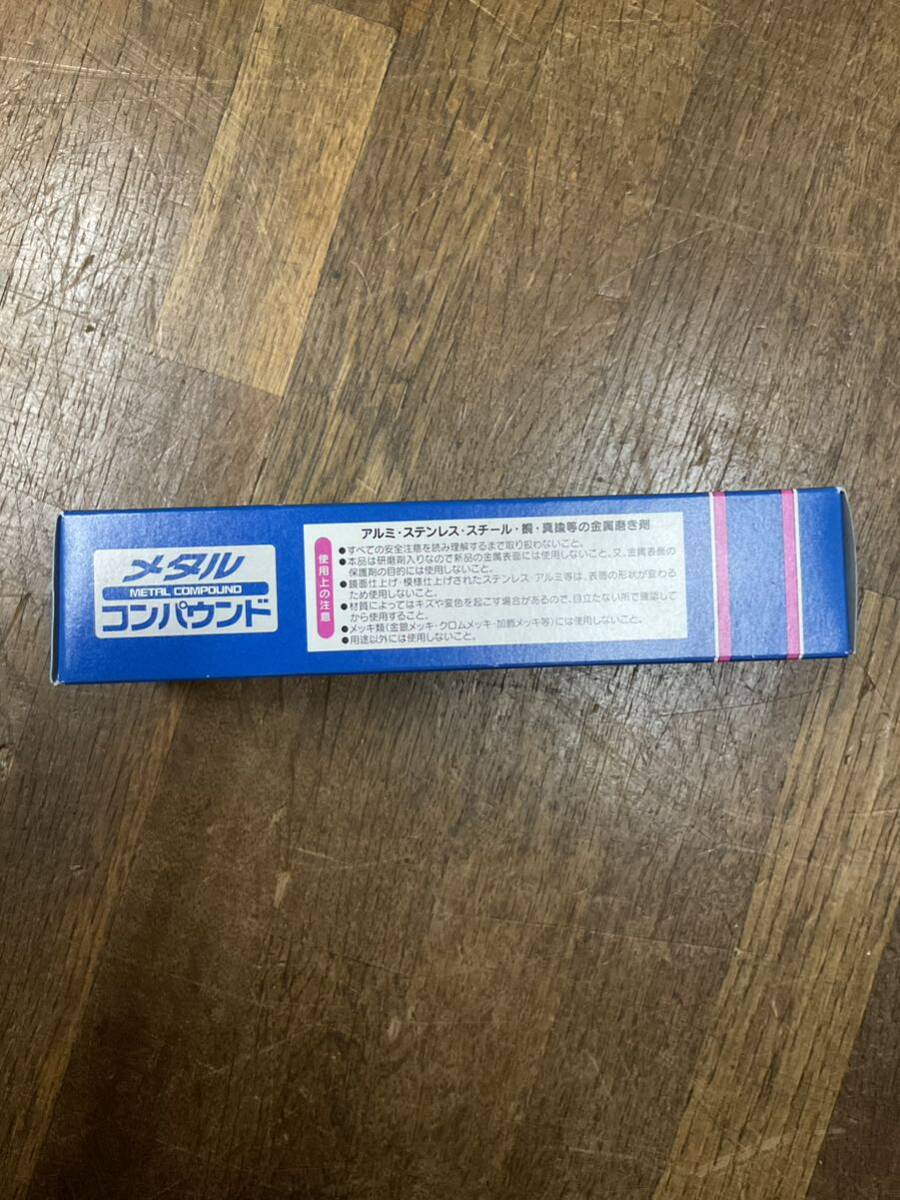 メタル
METAL COMPOUND
コンパウンド
アルミ・ステンレス・スチール・銅・真鍮等の金属磨き剤
使用上の注意
●すべての安全注意を読み理解するまで取り扱わないこと。
●本品は研磨剤入りなので新品の金属表面には使用しないこと、又、金属表面の
保護剤の目的には使用しないこと。
●鏡面仕上げ・模様仕上げされたステンレス・アルミ等は、表面の形状が変わる
ため使用しないこと。
●材質によってはキズや変色を起こす場合があるので、目立たない所で確認して
から使用すること。
●メッキ類(金銀メッキ・クロムメッキ・加飾メッキ等)には使用しないこと。
●用途以外には使用しないこと。